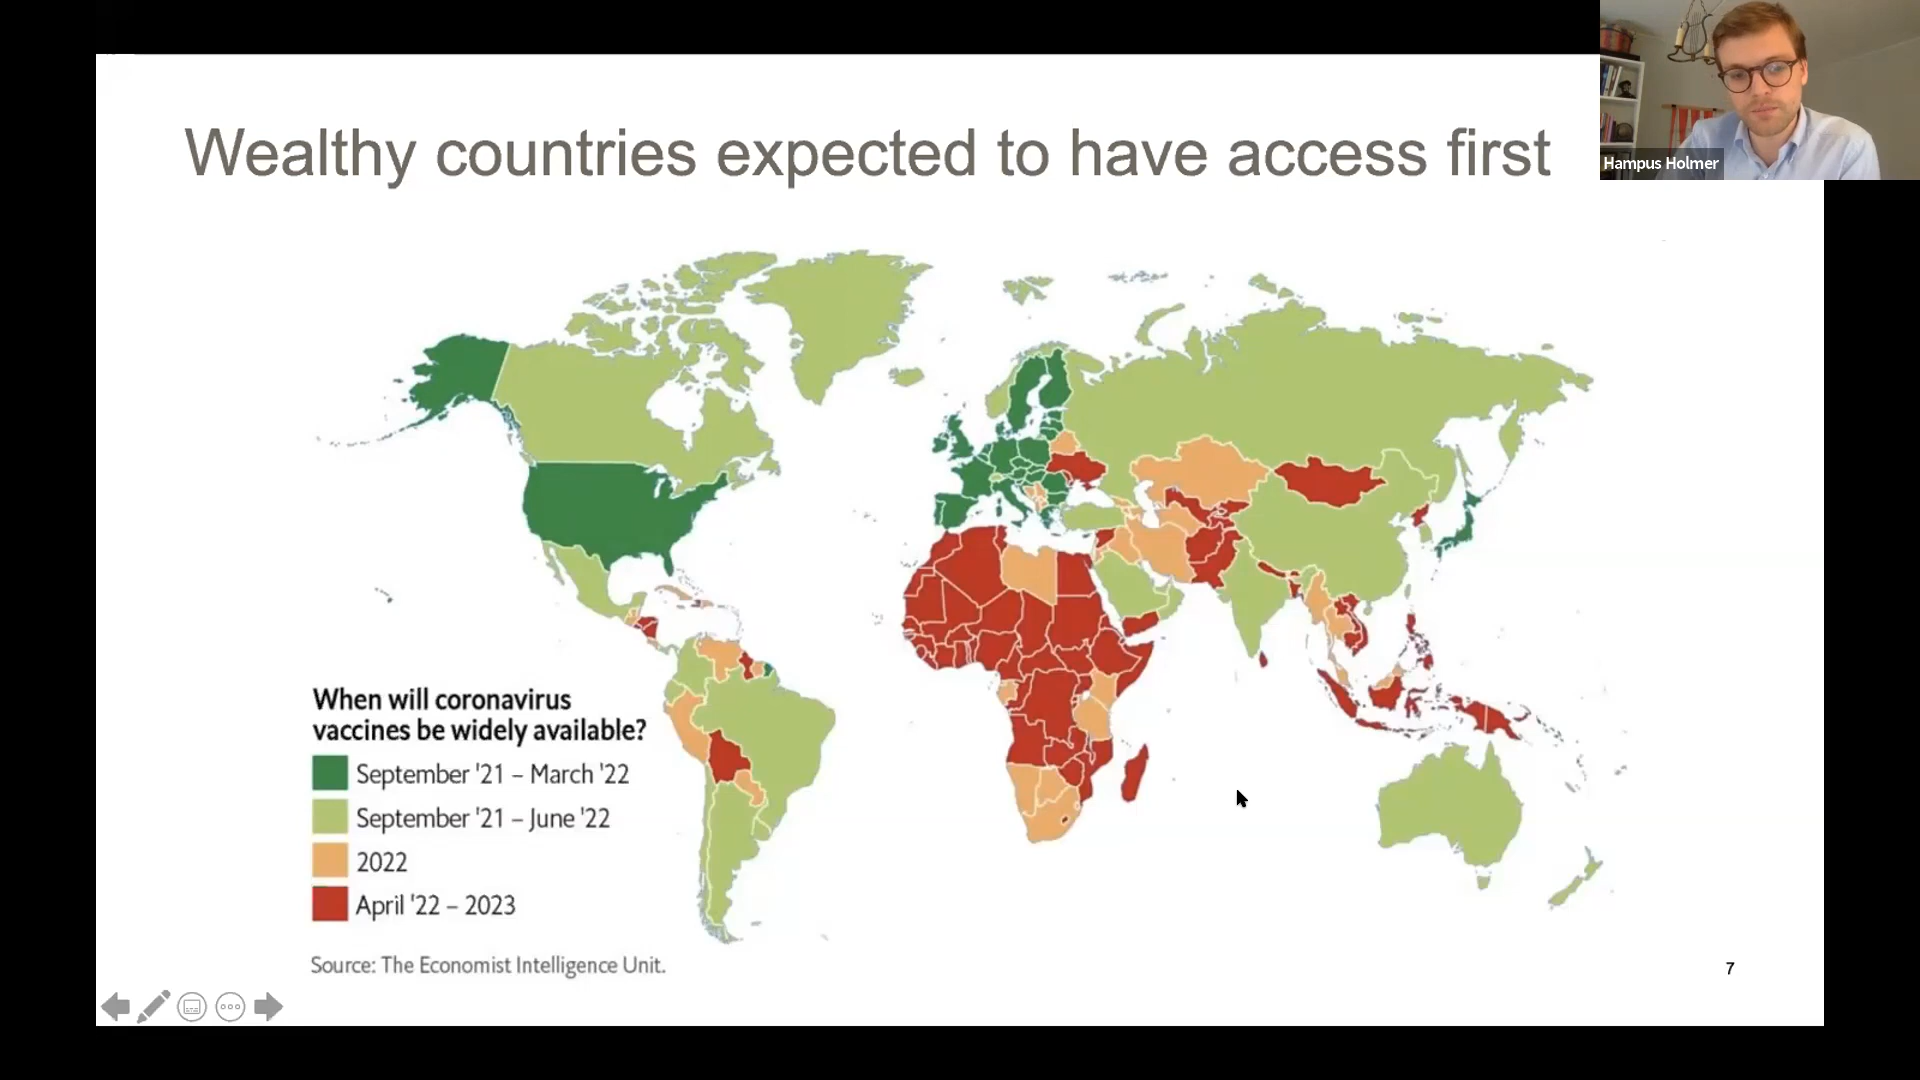 Wealthy countries expected to have access first
Hampus Holmer
When will coronavirus
vaccines be widely available?
September '21 – March '22
September '21 – June '22
2022
April '22 – 2023
Source: The Economist Intelligence Unit.
7